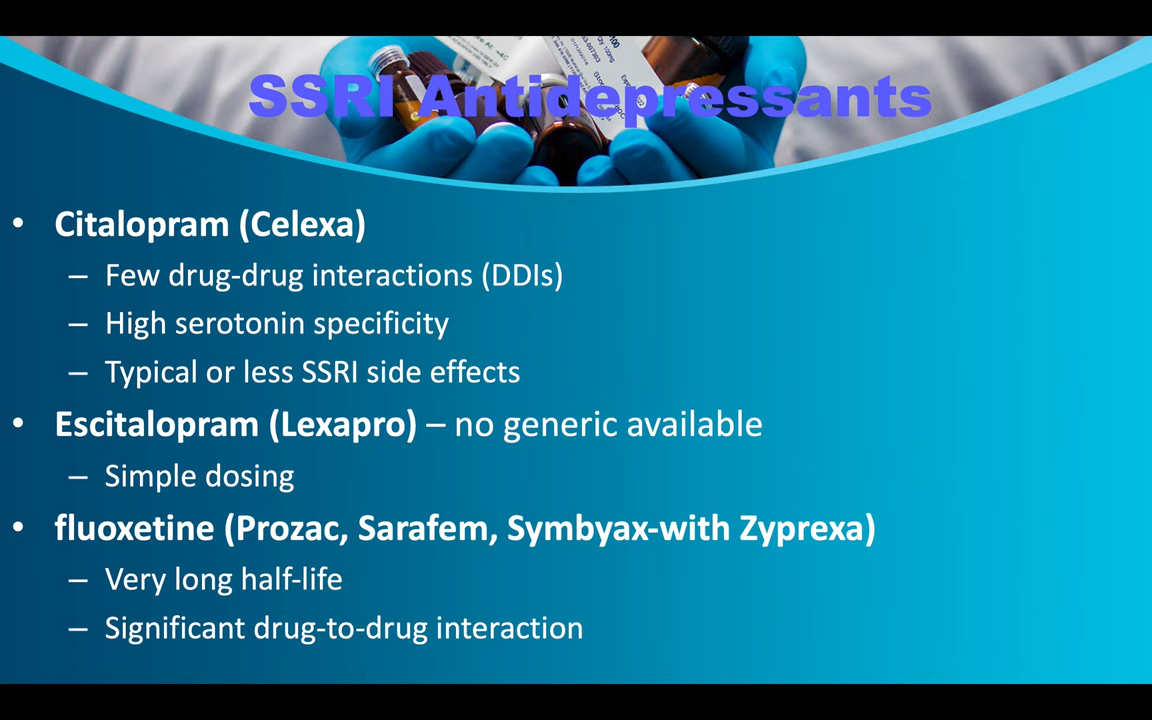 SSRI Antidepressants
• Citalopram (Celexa)
– Few drug-drug interactions (DDIs)
– High serotonin specificity
– Typical or less SSRI side effects
• Escitalopram (Lexapro) – no generic available
– Simple dosing
• fluoxetine (Prozac, Sarafem, Symbyax-with Zyprexa)
– Very long half-life
– Significant drug-to-drug interaction